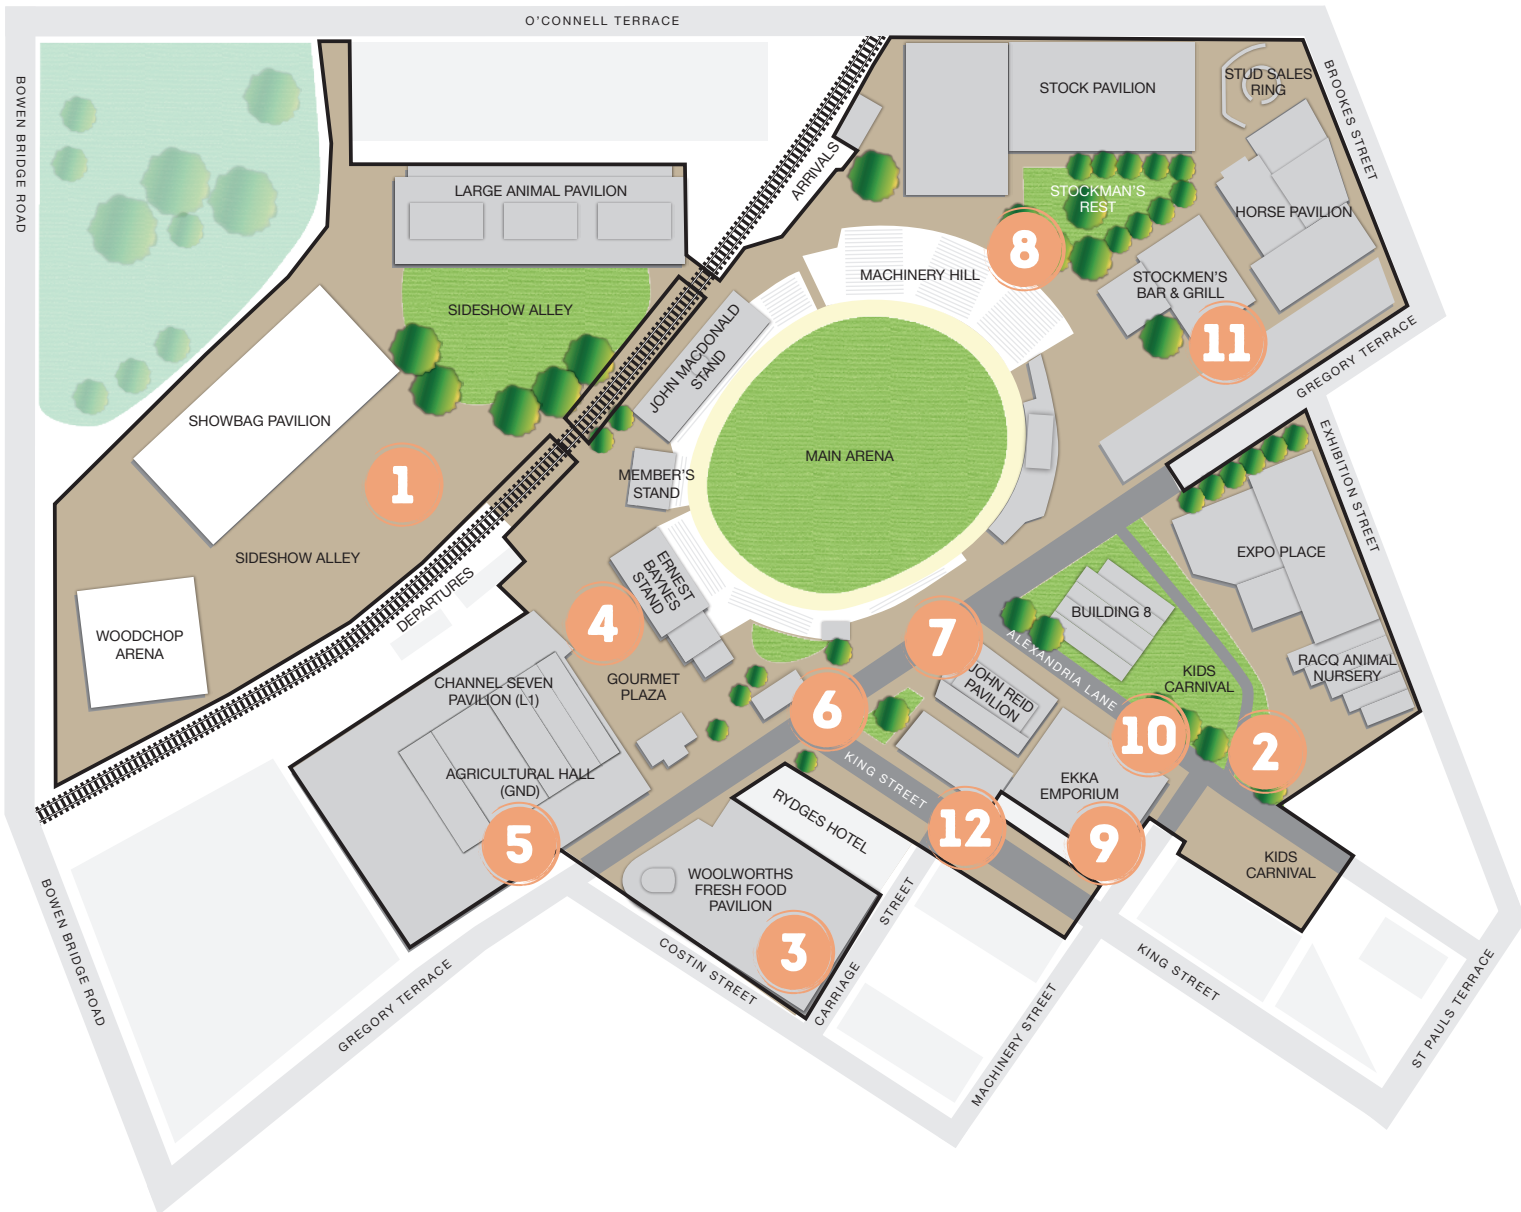 O'CONNELL TERRACE
BOWEN BRIDGE ROAD
BROOKES STREET
STUD SALES
RING
STOCK PAVILION
ARRIVALS
LARGE ANIMAL PAVILION
STOCKMAN'S
REST
HORSE PAVILION
8
MACHINERY HILL
STOCKMEN'S
BAR & GRILL
SIDESHOW ALLEY
JOHN MACDONALD
STAND
11
GREGORY TERRACE
SHOWBAG PAVILION
MAIN ARENA
1
MEMBER'S
STAND
EXHIBITION STREET
SIDESHOW ALLEY
EXPO PLACE
ERNEST
BAYNES
STAND
DEPARTURES
WOODCHOP
ARENA
4
7
BUILDING 8
ALEXANDRIA LANE
RACQ ANIMAL
NURSERY
KIDS
CARNIVAL
CHANNEL SEVEN
PAVILION (L1)
GOURMET
PLAZA
JOHN REID
PAVILION
6
10
2
AGRICULTURAL HALL
(GND)
KING STREET
EKKA
EMPORIUM
RYDGES HOTEL
12
5
9
KIDS
CARNIVAL
WOOLWORTHS
FRESH FOOD
PAVILION
3
CARRIAGE STREET
BOWEN BRIDGE ROAD
GREGORY TERRACE
COSTIN STREET
MACHINERY STREET
KING STREET
ST PAULS TERRACE